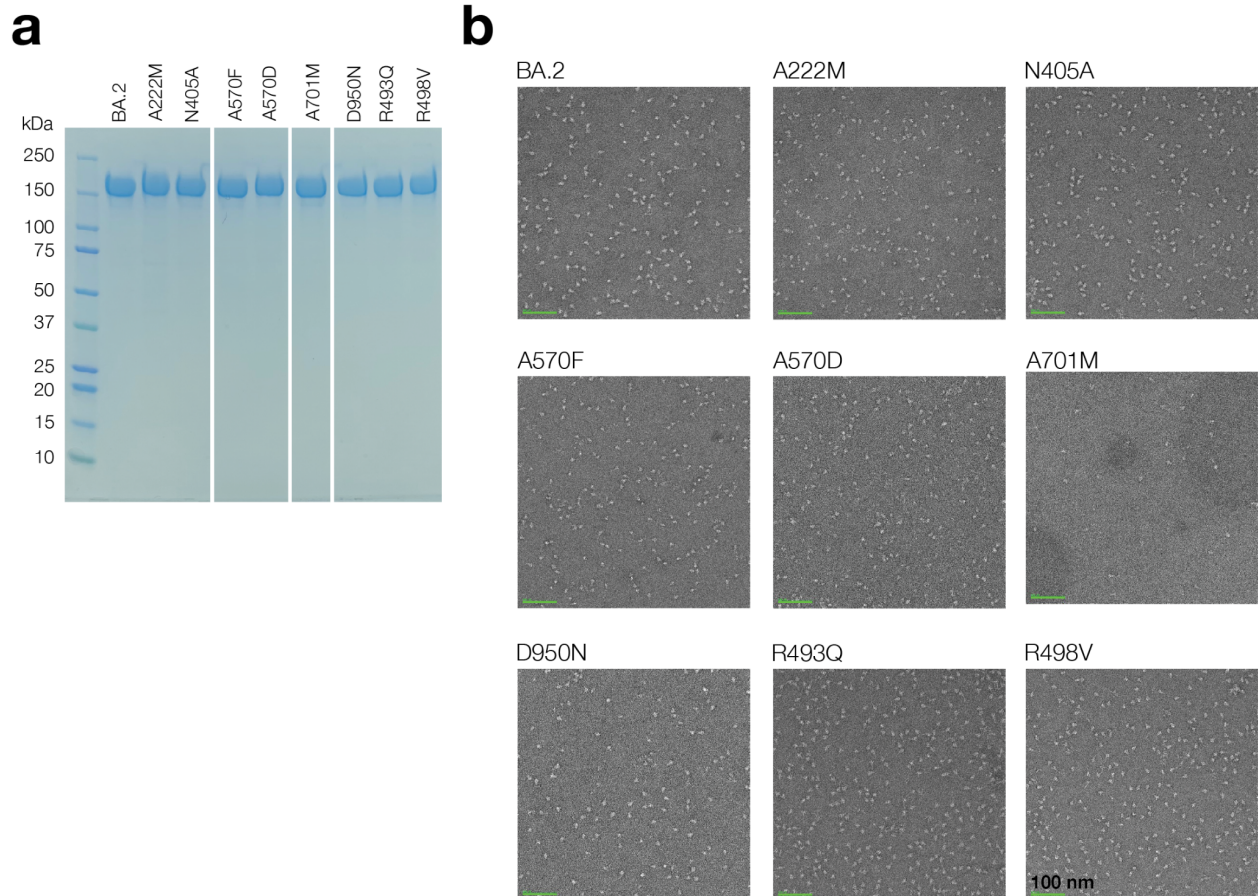 a
BA.2
A222M
N405A
A570F
A570D
A701M
D950N
R493Q
R498V
kDa
250
150
100
75
50
37
25
20
15
10
b
BA.2
A222M
N405A
A570F
A570D
A701M
D950N
R493Q
R498V
100 nm